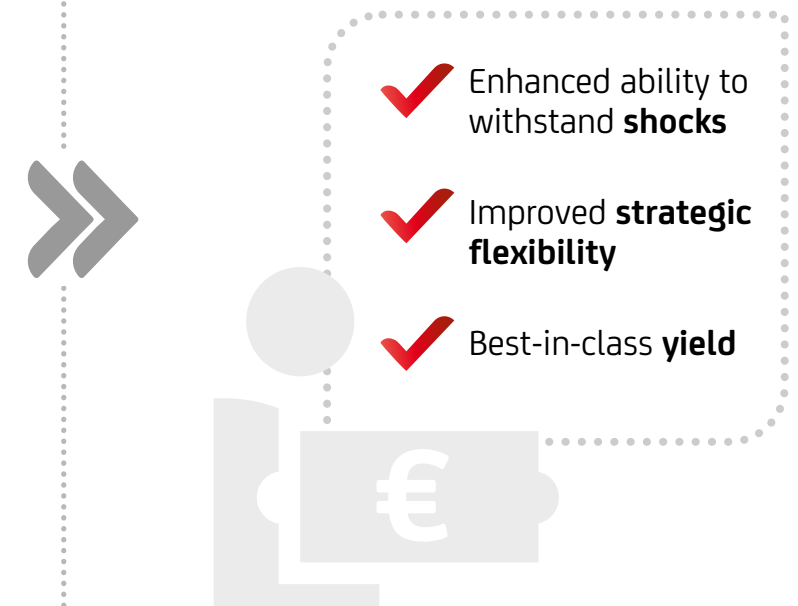 Enhanced ability to
withstand shocks
Improved strategic
flexibility
Best-in-class yield
€